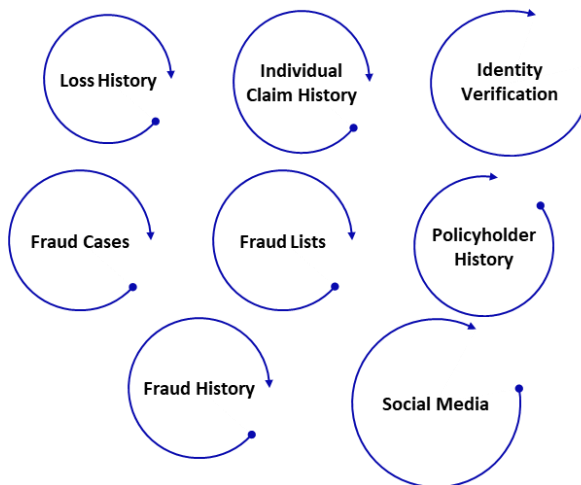 Loss History
Individual
Claim History
Identity
Verification
Fraud Cases
Fraud Lists
Policyholder
History
Fraud History
Social Media